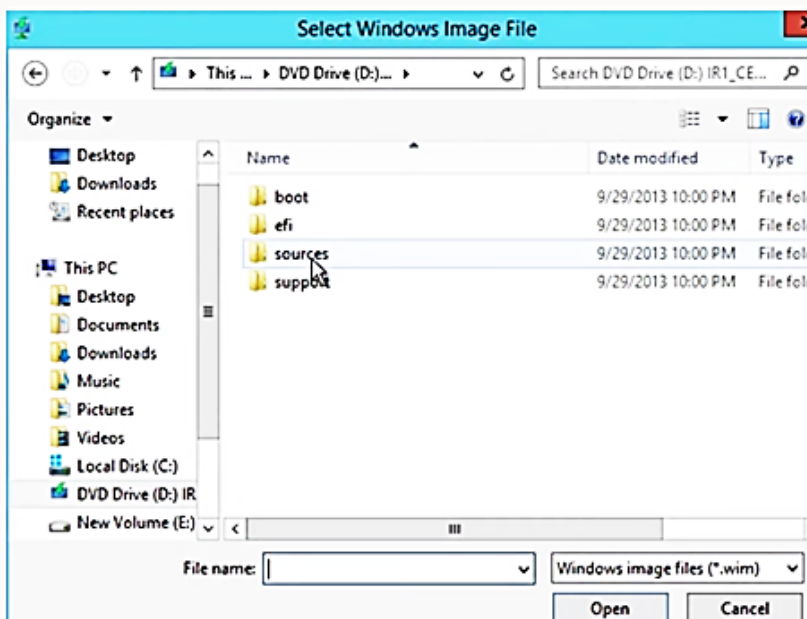 Select Windows Image File
This ... ▸ DVD Drive (D:)... ▸
Search DVD Drive (D:) IR1_CE...
Organize
Name Date modified Type
Desktop
Downloads
Recent places
This PC
Desktop
Documents
Downloads
Music
Pictures
Videos
Local Disk (C:)
DVD Drive (D:) IR
New Volume (E:)
boot 9/29/2013 10:00 PM File fol
efi 9/29/2013 10:00 PM File fol
sources 9/29/2013 10:00 PM File fol
support 9/29/2013 10:00 PM File fol
File name: Windows image files (*.wim)
Open Cancel